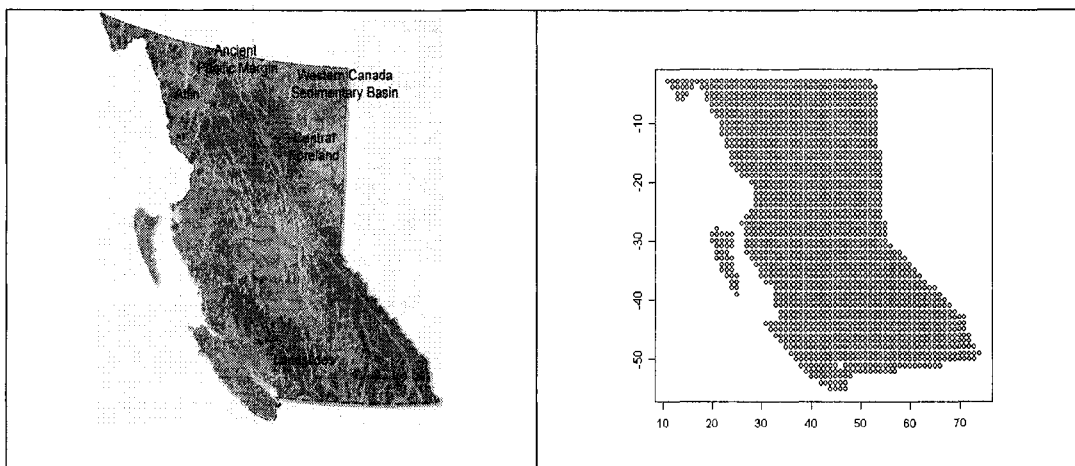 Ancient
Pacific Margin
Western Canada
Sedimentary Basin
Atlin
Central
Foreland
-10
-20
-30
-40
-50
10 20 30 40 50 60 70